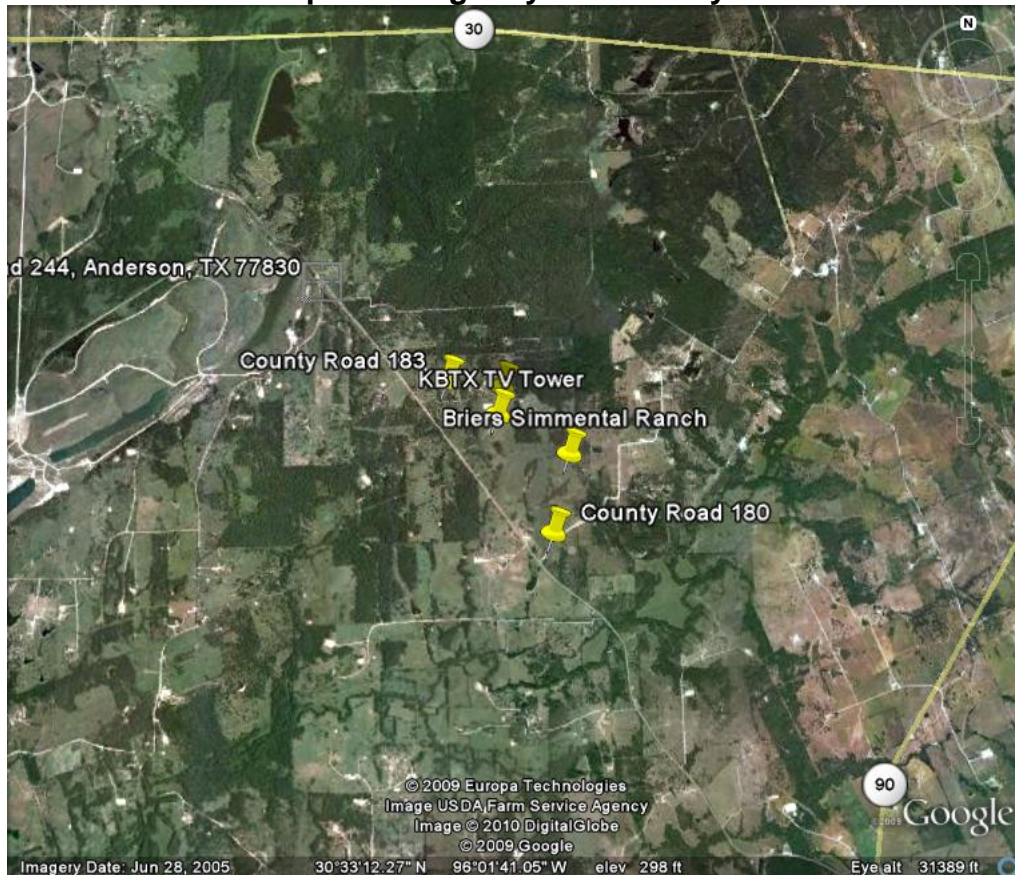 30
N
d 244, Anderson, TX 77830
County Road 183
KBTX TV Tower
Briers Simmental Ranch
County Road 180
90
© 2009 Europa Technologies
Image USDA Farm Service Agency
Image © 2010 DigitalGlobe
© 2009 Google
©2009 Google
Imagery Date: Jun 28, 2005 30°33'12.27" N 96°01'41.05" W elev 298 ft Eye alt 31389 ft